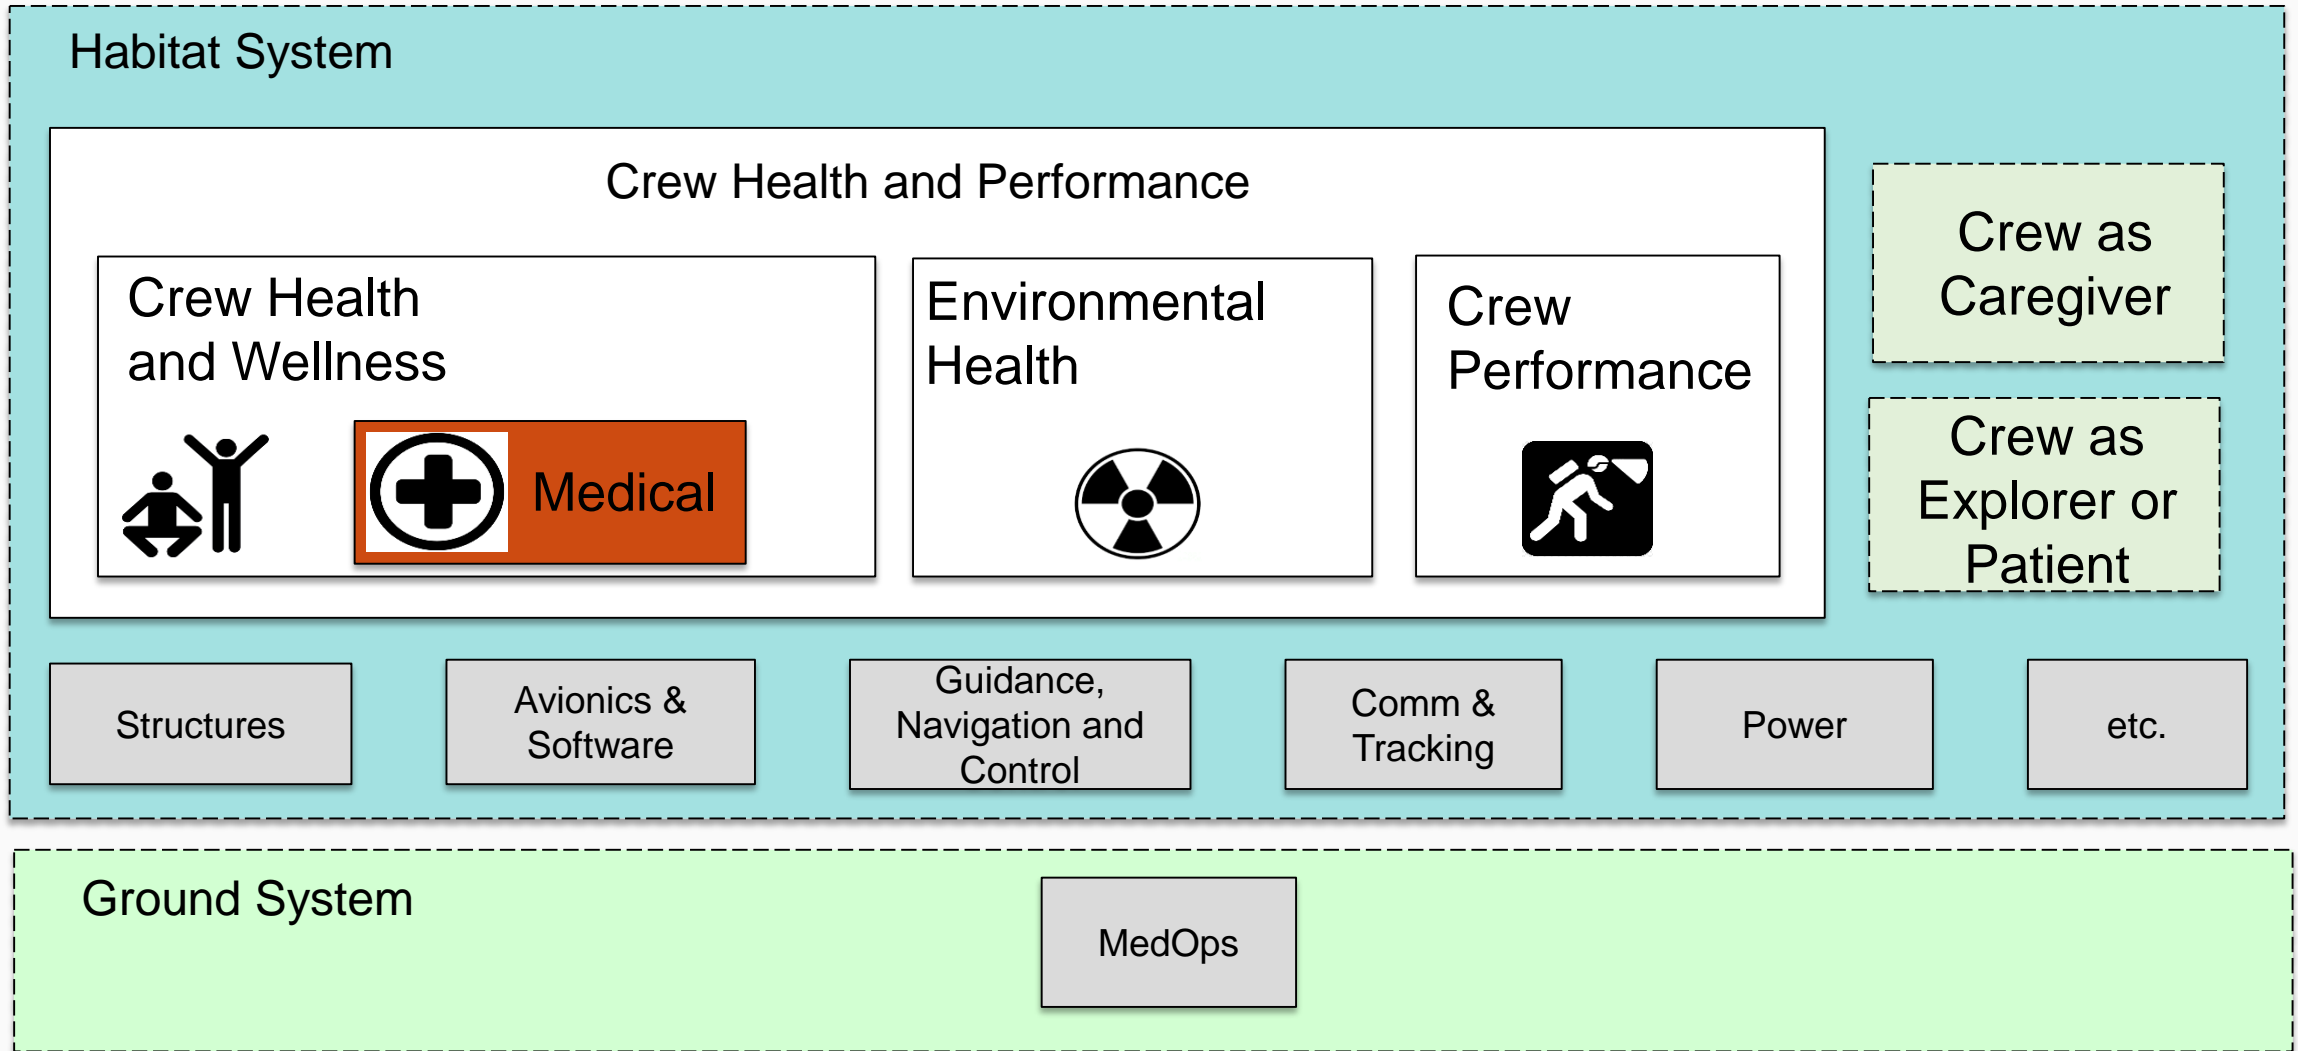 Habitat System
Crew Health and Performance
Crew Health
and Wellness
Medical
Environmental
Health
Crew
Performance
Crew as
Caregiver
Crew as
Explorer or
Patient
Structures
Avionics &
Software
Guidance,
Navigation and
Control
Comm &
Tracking
Power
etc.
Ground System
MedOps